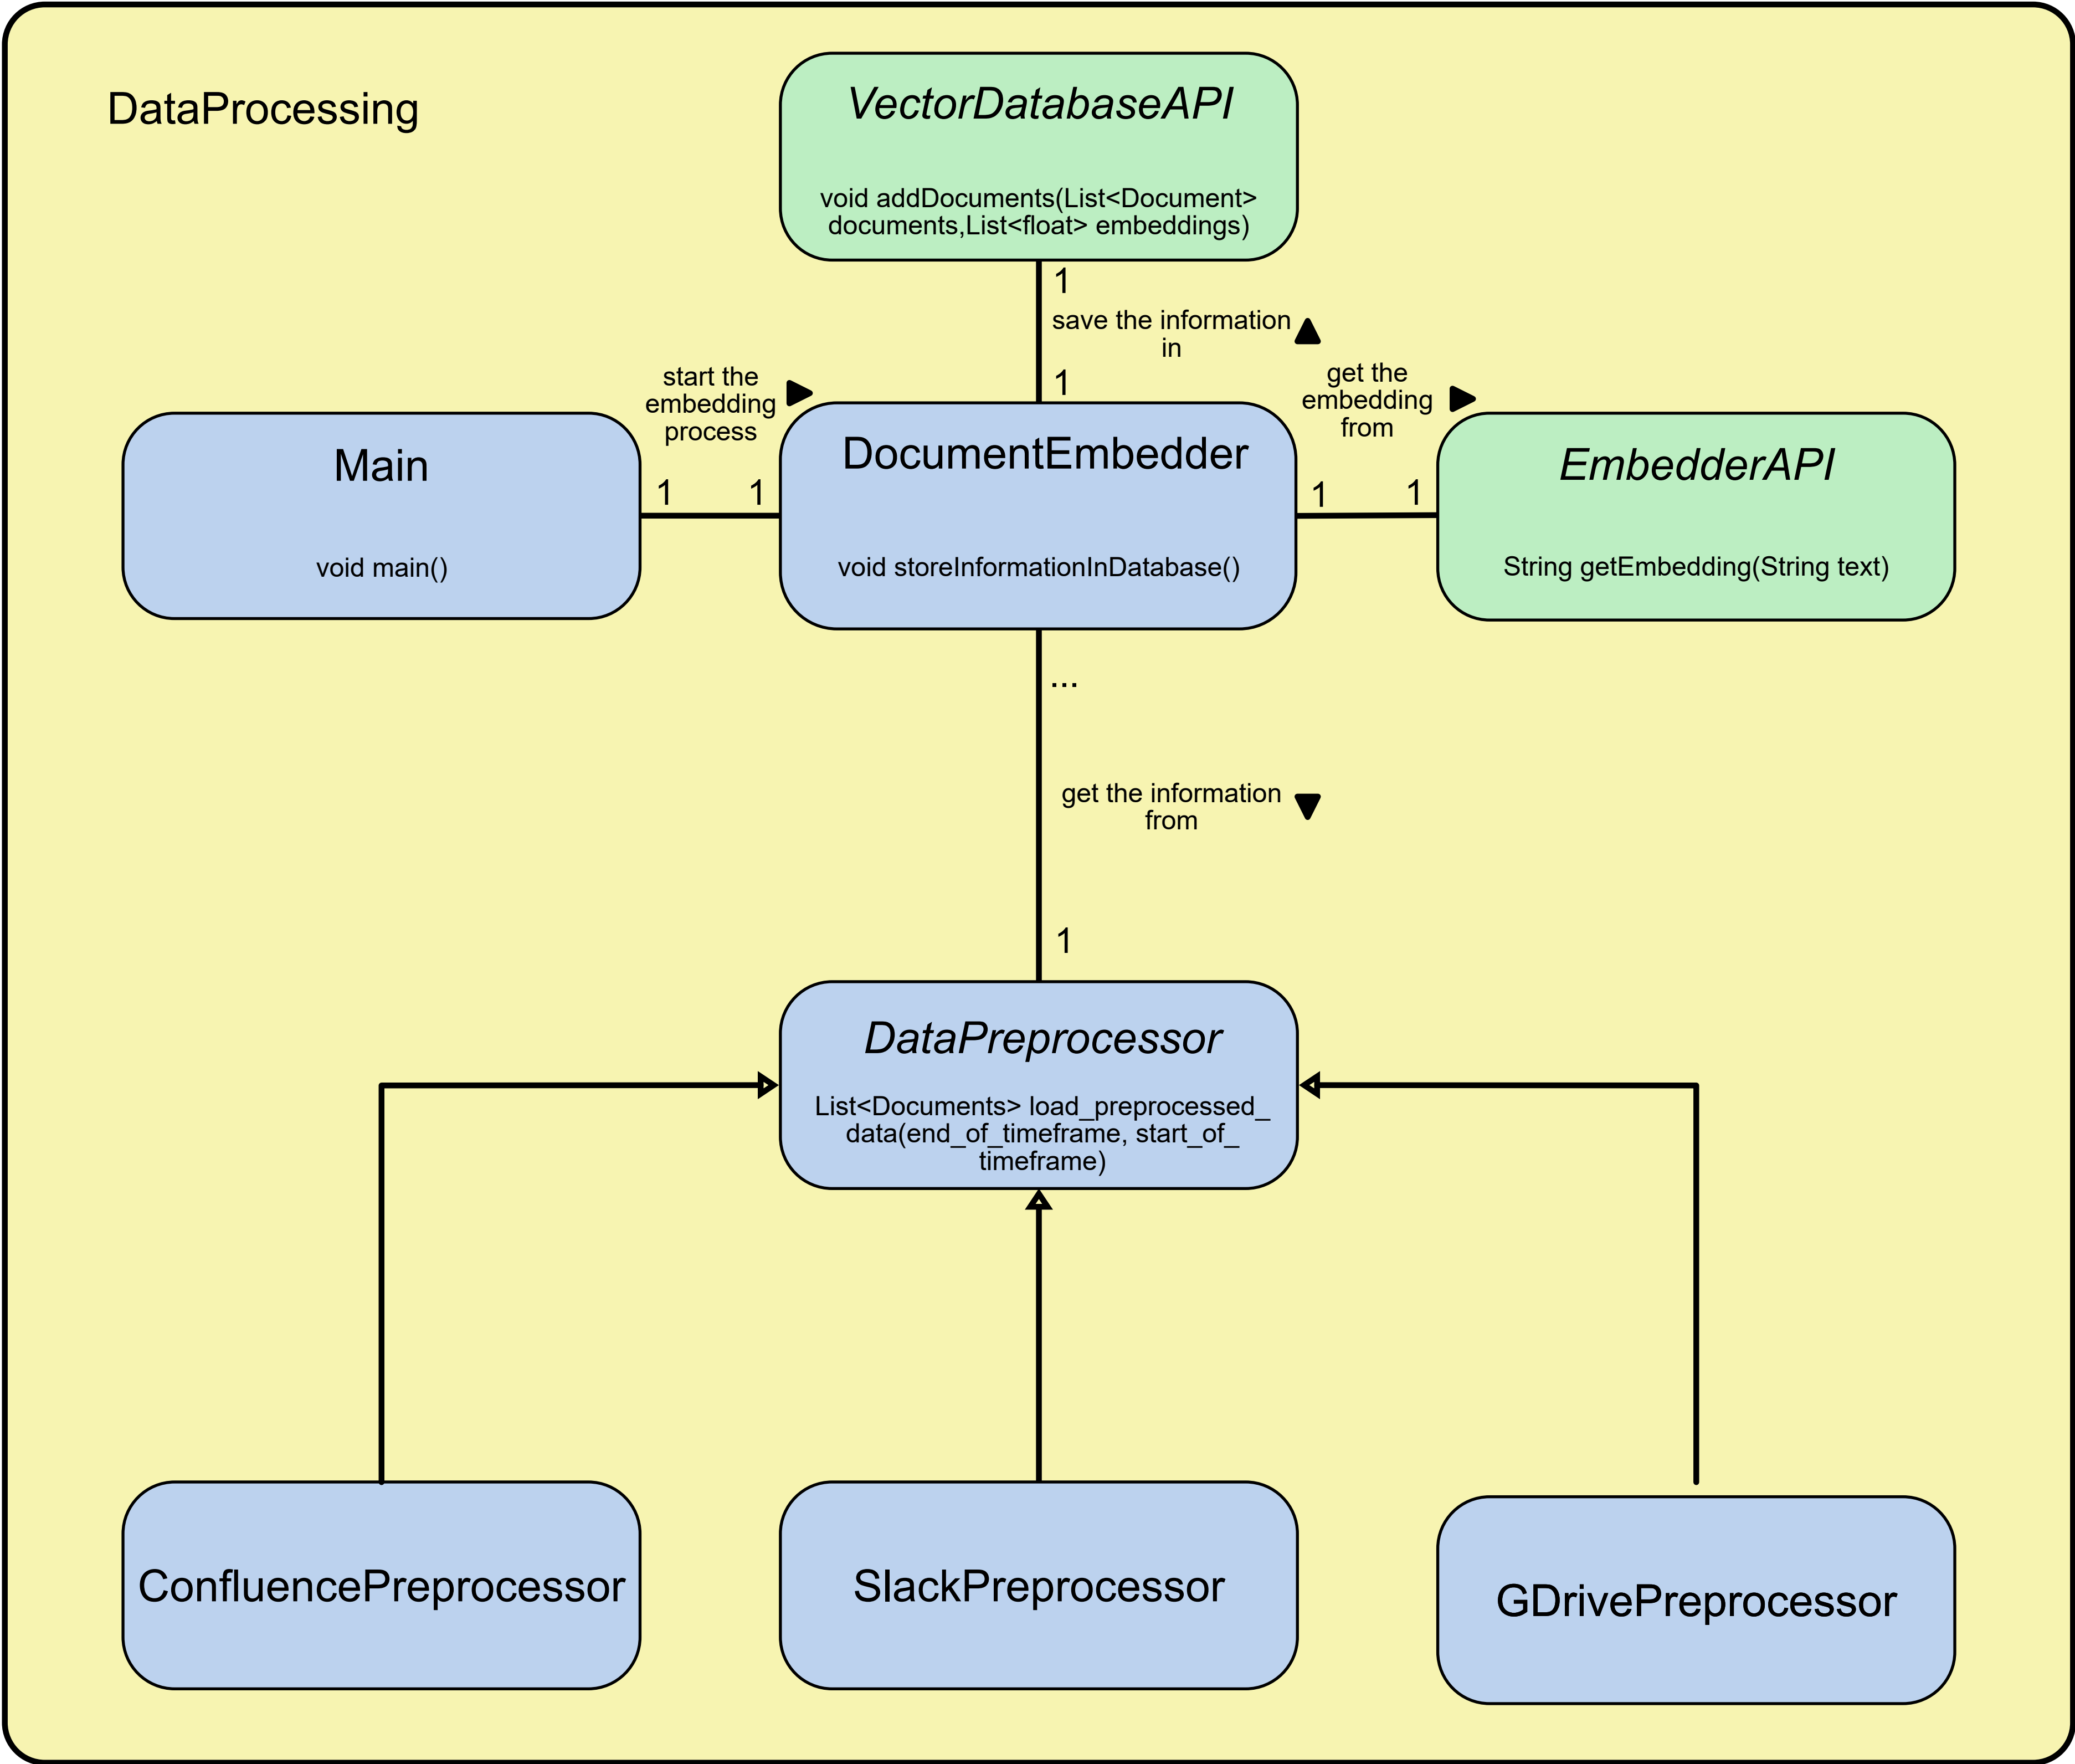 DataProcessing
VectorDatabaseAPI
void addDocuments(List<Document>
documents,List<float> embeddings)
1
save the information
in
1
start the
embedding
process
get the
embedding
from
Main
void main()
1
1
DocumentEmbedder
void storeInformationInDatabase()
1
1
EmbedderAPI
String getEmbedding(String text)
...
get the information
from
1
DataPreprocessor
List<Documents> load_preprocessed_
data(end_of_timeframe, start_of_
timeframe)
ConfluencePreprocessor
SlackPreprocessor
GDrivePreprocessor